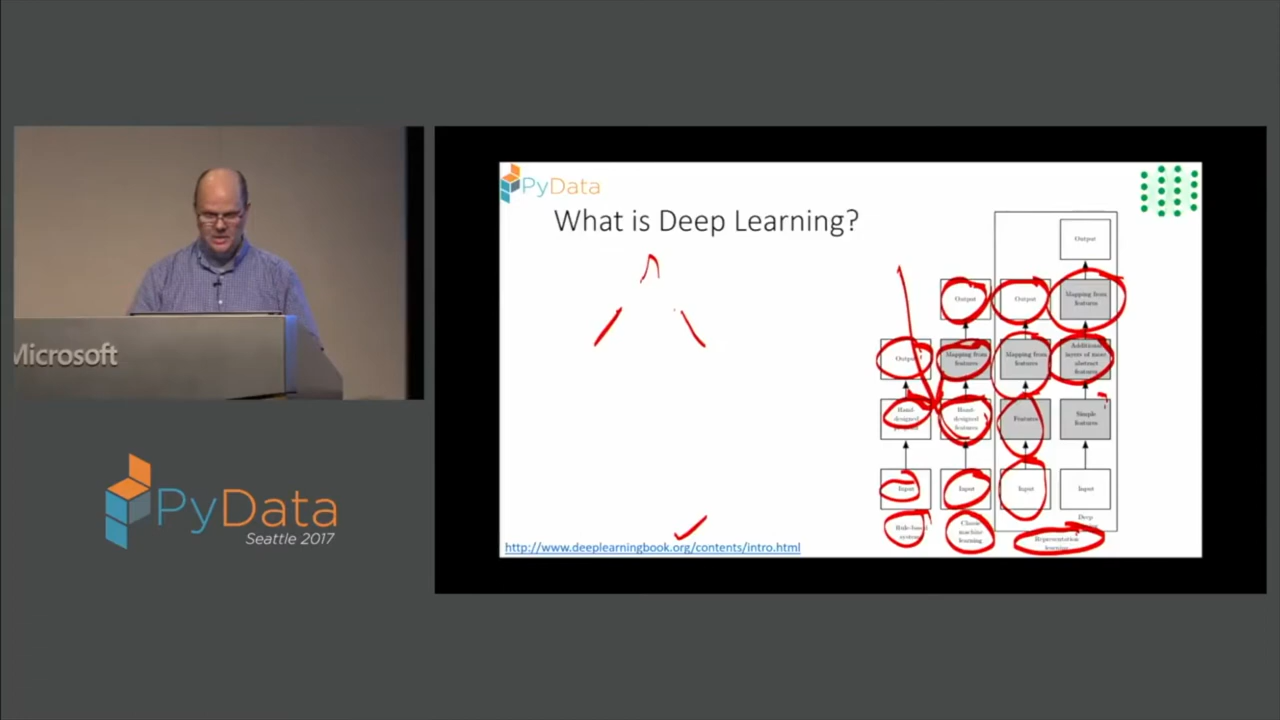 Microsoft
PyData
Seattle 2017
PyData
What is Deep Learning?
Output
Output
Output
Mapping from
features
Output
Mapping from
features
Mapping from
features
Additional
layers of more
abstract
features
Hand-
designed
Hand-
designed
features
Features
Simple
features
Input
Input
Input
Input
Rule-based
systems
Classic
machine
learning
Deep
Representation
learning
http://www.deeplearningbook.org/contents/intro.html